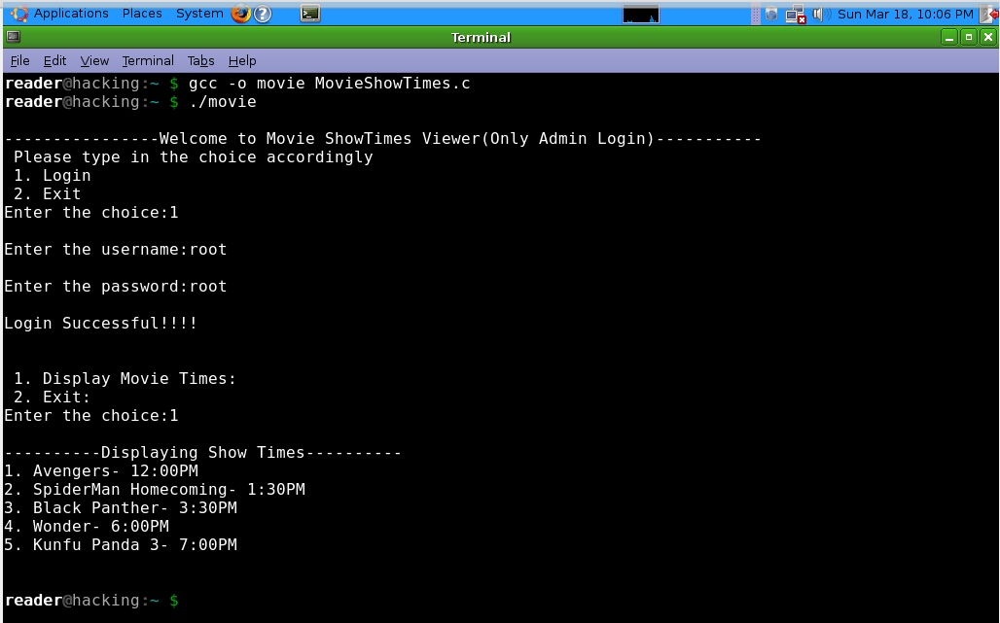 Applications Places System Sun Mar 18, 10:06 PM
Terminal
File Edit View Terminal Tabs Help
reader@hacking:~ $ gcc -o movie MovieShowTimes.c
reader@hacking:~ $ ./movie
----------------Welcome to Movie ShowTimes Viewer(Only Admin Login)-----------
Please type in the choice accordingly
1. Login
2. Exit
Enter the choice:1
Enter the username:root
Enter the password:root
Login Successful!!!!
1. Display Movie Times:
2. Exit:
Enter the choice:1
----------Displaying Show Times----------
1. Avengers- 12:00PM
2. SpiderMan Homecoming- 1:30PM
3. Black Panther- 3:30PM
4. Wonder- 6:00PM
5. Kunfu Panda 3- 7:00PM
reader@hacking:~ $